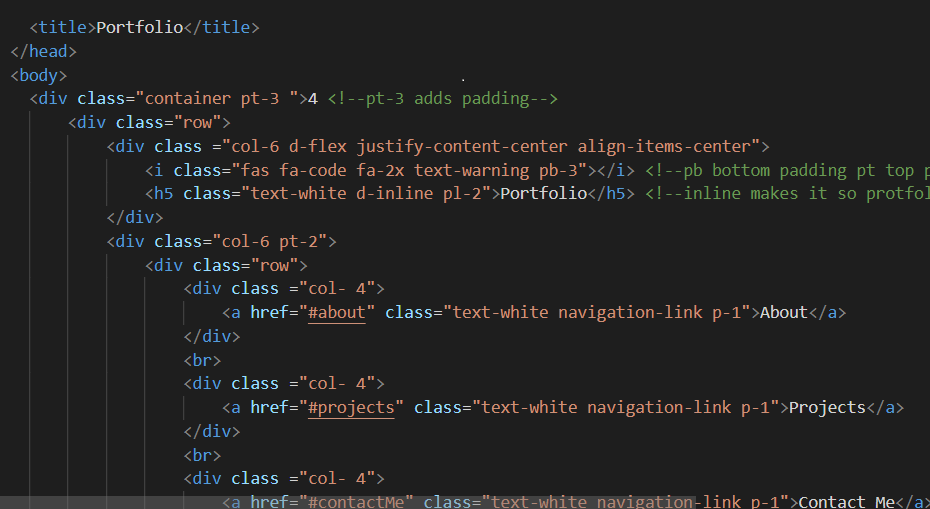 <title>Portfolio</title>
</head>
<body>
<div class="container pt-3 ">4 <!--pt-3 adds padding-->
<div class="row">
<div class ="col-6 d-flex justify-content-center align-items-center">
<i class="fas fa-code fa-2x text-warning pb-3"></i> <!--pb bottom padding pt top p
<h5 class="text-white d-inline pl-2">Portfolio</h5> <!--inline makes it so protfol
</div>
<div class="col-6 pt-2">
<div class="row">
<div class ="col- 4">
<a href="#about" class="text-white navigation-link p-1">About</a>
</div>
<br>
<div class ="col- 4">
<a href="#projects" class="text-white navigation-link p-1">Projects</a>
</div>
<br>
<div class ="col- 4">
<a href="#contactMe" class="text-white navigation-link p-1">Contact Me</a>